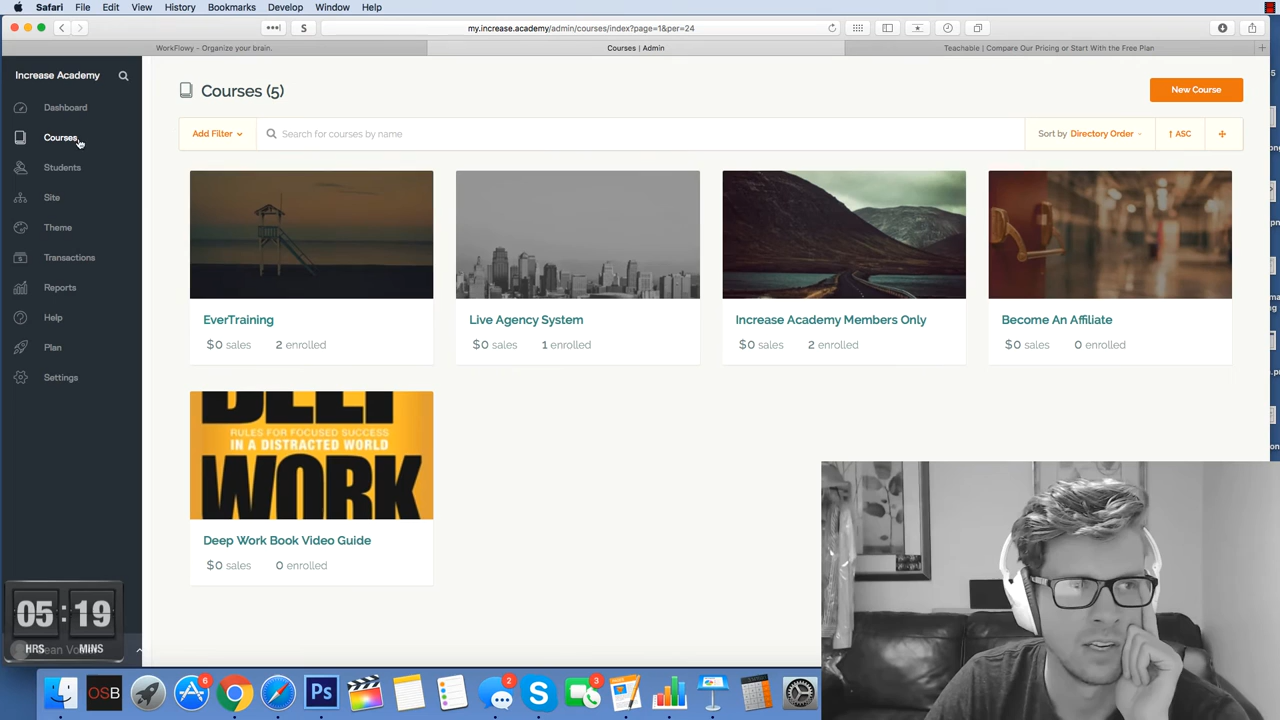 Safari File Edit View History Bookmarks Develop Window Help
S my.increase.academy/admin/courses/index?page=1&per=24
WorkFlowy - Organize your brain. Courses | Admin Teachable | Compare Our Pricing or Start With the Free Plan
Increase Academy
Dashboard
Courses
Students
Site
Theme
Transactions
Reports
Help
Plan
Settings
Courses (5)
New Course
Add Filter Search for courses by name Sort by Directory Order ASC
EverTraining
$0 sales 2 enrolled
Live Agency System
$0 sales 1 enrolled
Increase Academy Members Only
$0 sales 2 enrolled
Become An Affiliate
$0 sales 0 enrolled
DEEP
RULES FOR FOCUSED SUCCESS
IN A DISTRACTED WORLD
WORK
Deep Work Book Video Guide
$0 sales 0 enrolled
05:19
HRS MINS
OSB 6 Ps 2 S 3